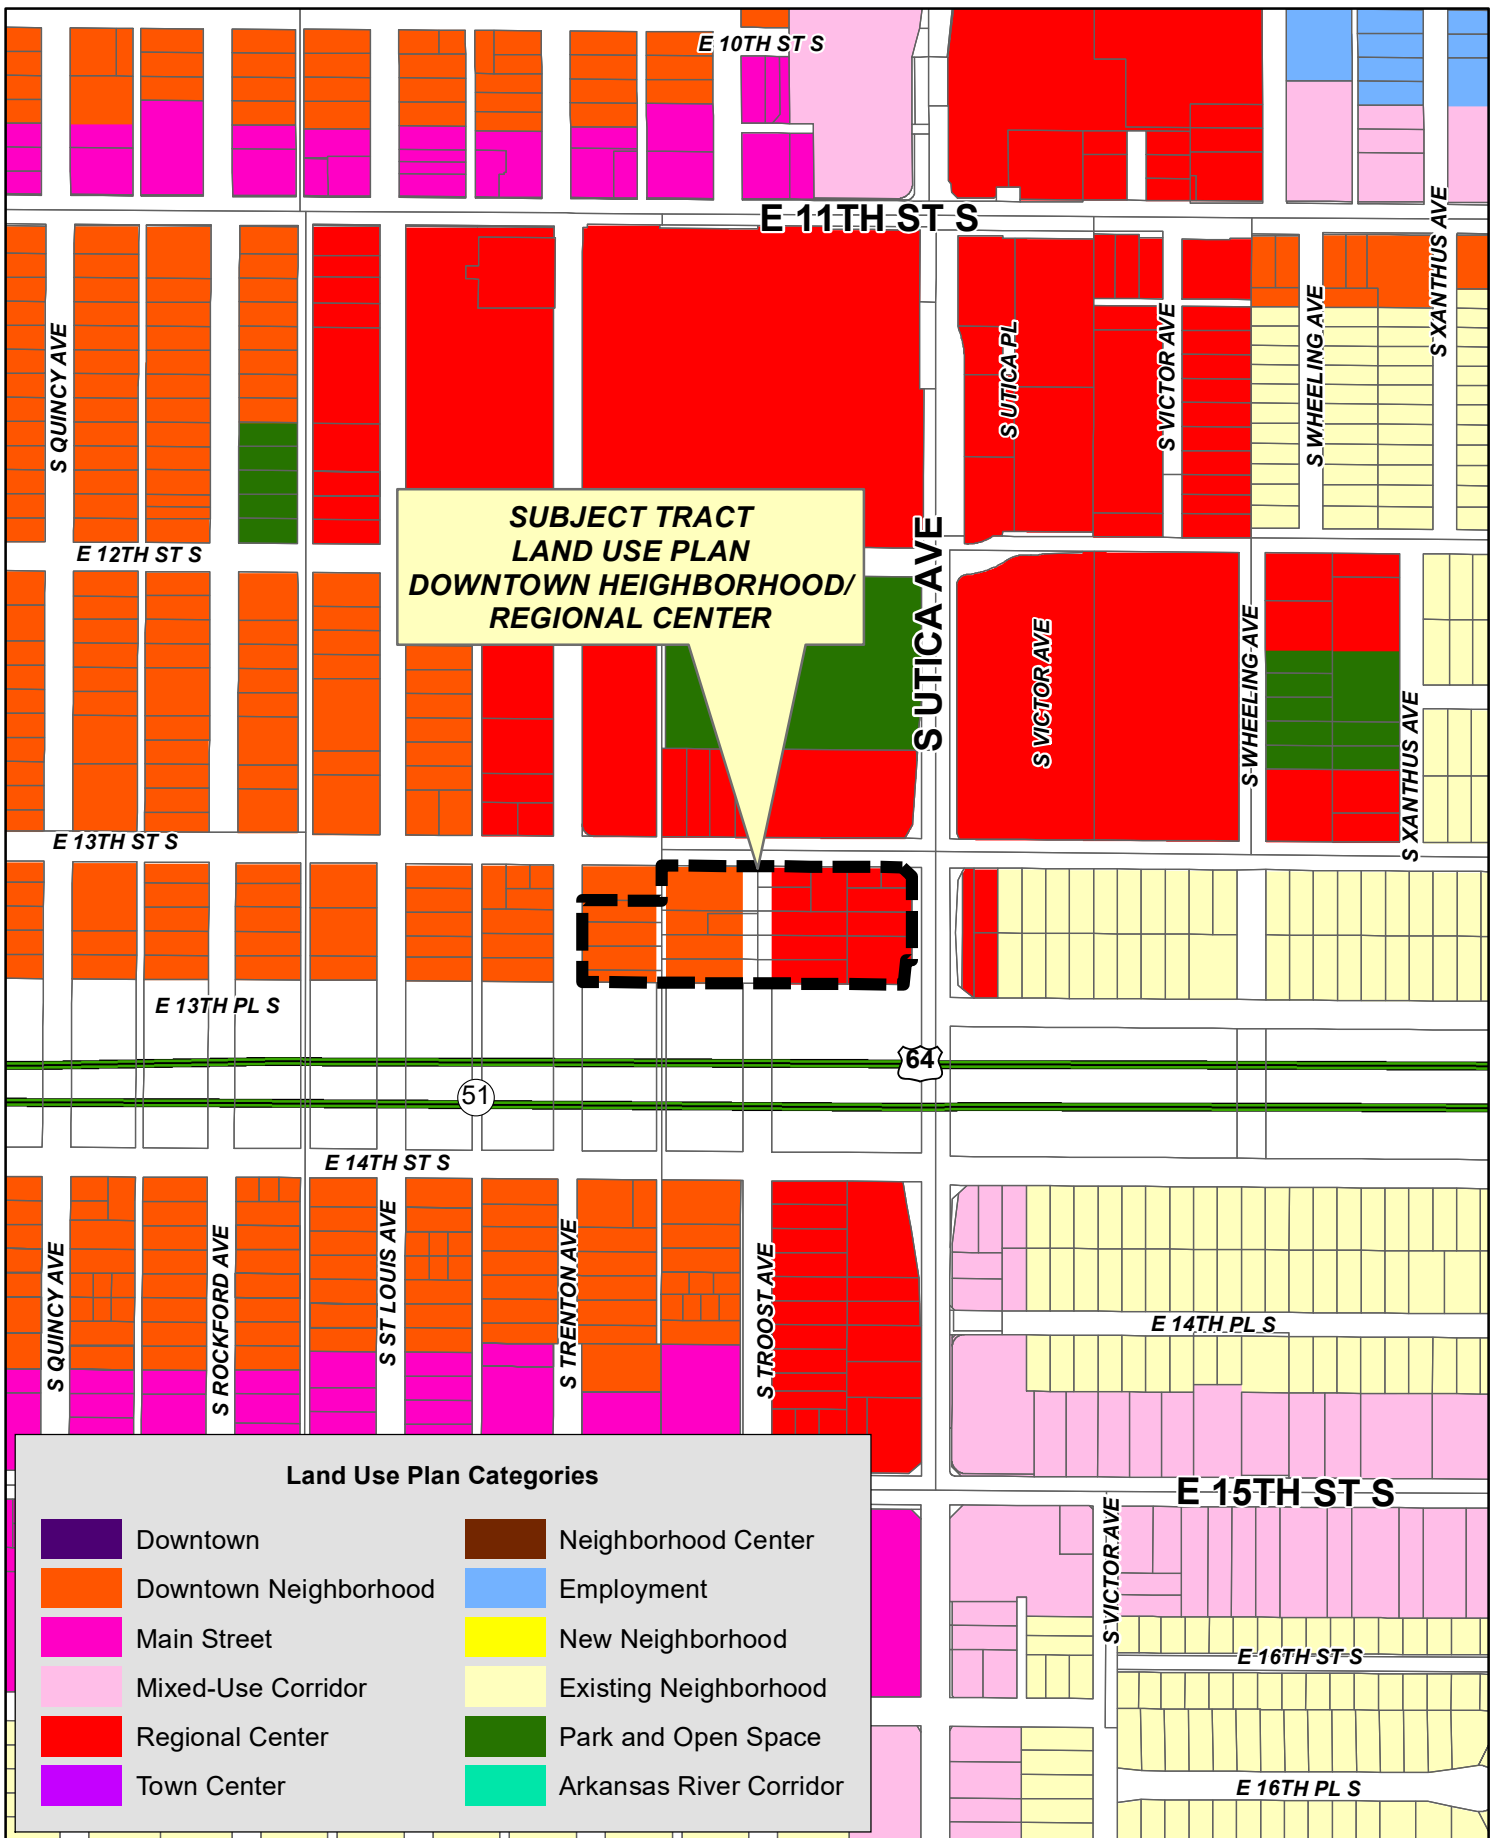 E 10TH ST S
E 11TH ST S
S XANTHUS AVE
S QUINCY AVE
S UTICA PL
S VICTOR AVE
S WHEELING AVE
SUBJECT TRACT
LAND USE PLAN
DOWNTOWN HEIGHBORHOOD/
REGIONAL CENTER
E 12TH ST S
S UTICA AVE
S VICTOR AVE
S WHEELING AVE
S XANTHUS AVE
E 13TH ST S
E 13TH PL S
64
51
E 14TH ST S
S QUINCY AVE
S ROCKFORD AVE
S ST LOUIS AVE
S TRENTON AVE
S TROOST AVE
E 14TH PL S
E 15TH ST S
S VICTOR AVE
E 16TH ST S
E 16TH PL S
Land Use Plan Categories
Downtown
Downtown Neighborhood
Main Street
Mixed-Use Corridor
Regional Center
Town Center
Neighborhood Center
Employment
New Neighborhood
Existing Neighborhood
Park and Open Space
Arkansas River Corridor